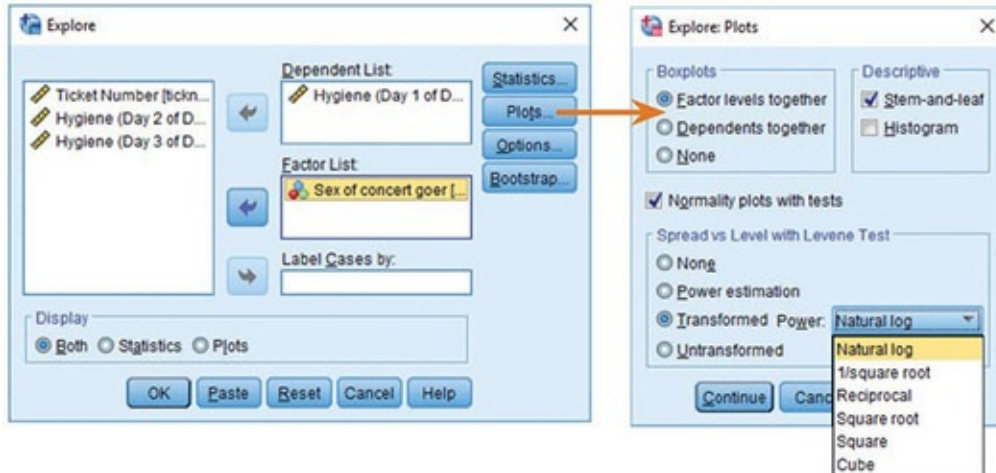 Explore
Dependent List:
Ticket Number [tickn...
Hygiene (Day 2 of D...
Hygiene (Day 3 of D...
Hygiene (Day 1 of D...
Factor List:
Sex of concert goer [...
Label Cases by:
Statistics...
Plots...
Options...
Bootstrap...
Display
Both Statistics Plots
OK Paste Reset Cancel Help
Explore: Plots
Boxplots
Factor levels together
Dependents together
None
Descriptive
Stem-and-leaf
Histogram
Normality plots with tests
Spread vs Level with Levene Test
None
Power estimation
Transformed Power: Natural log
Untransformed
Natural log
1/square root
Reciprocal
Square root
Square
Cube
Continue Canc